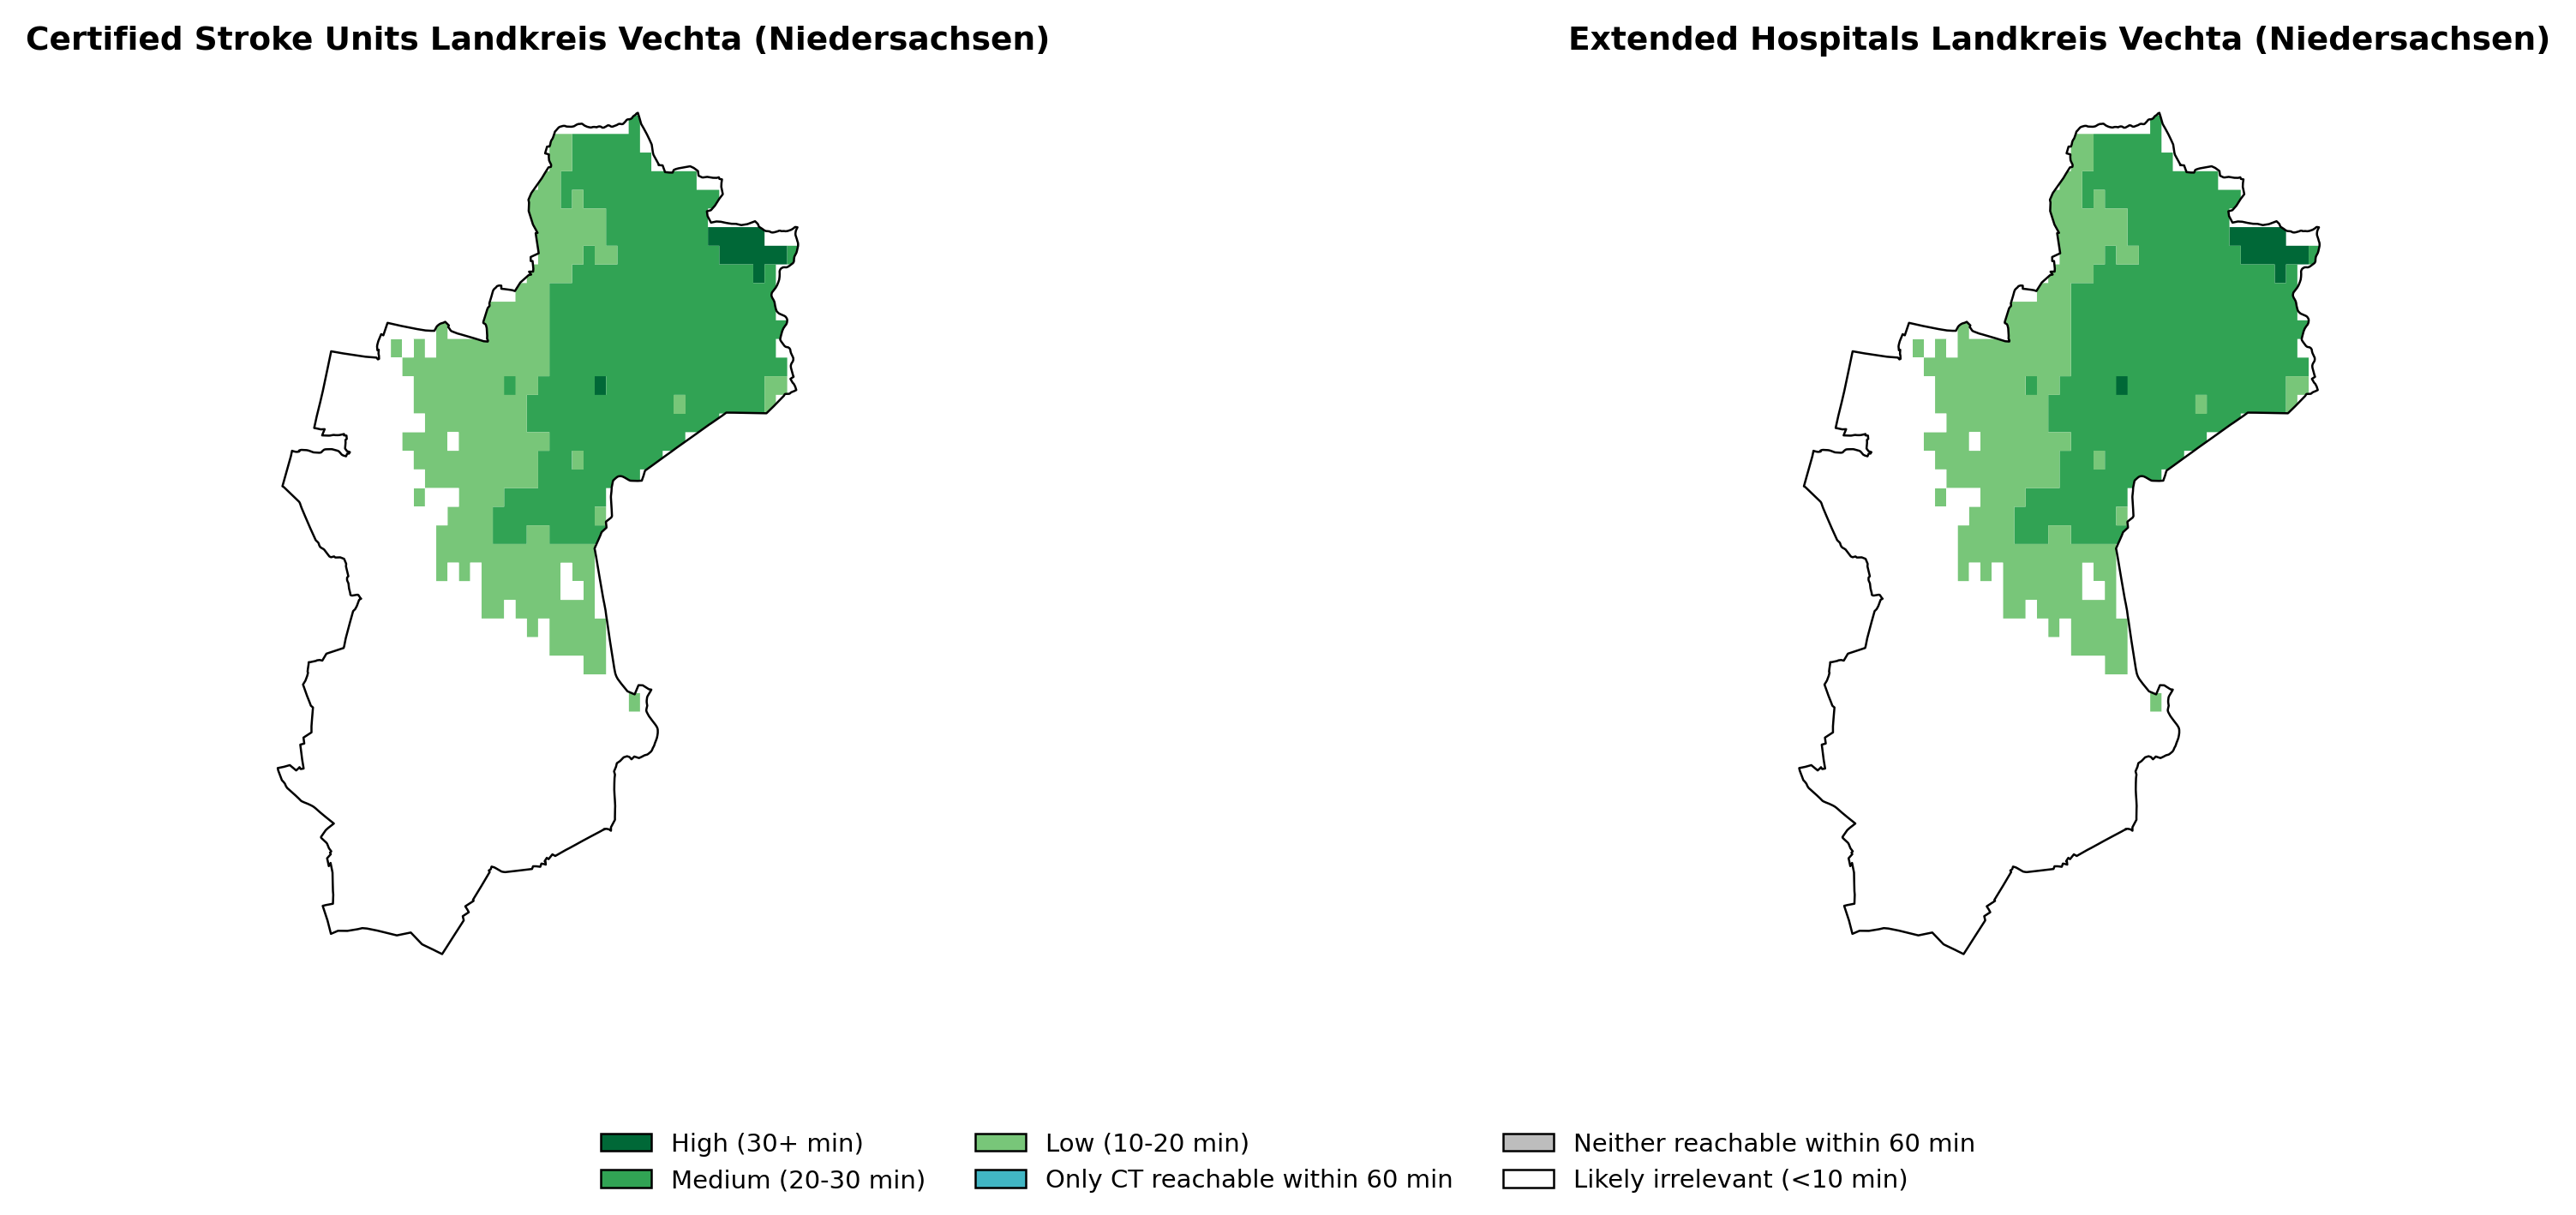 Certified Stroke Units Landkreis Vechta (Niedersachsen)
Extended Hospitals Landkreis Vechta (Niedersachsen)
High (30+ min)
Medium (20-30 min)
Low (10-20 min)
Only CT reachable within 60 min
Neither reachable within 60 min
Likely irrelevant (<10 min)